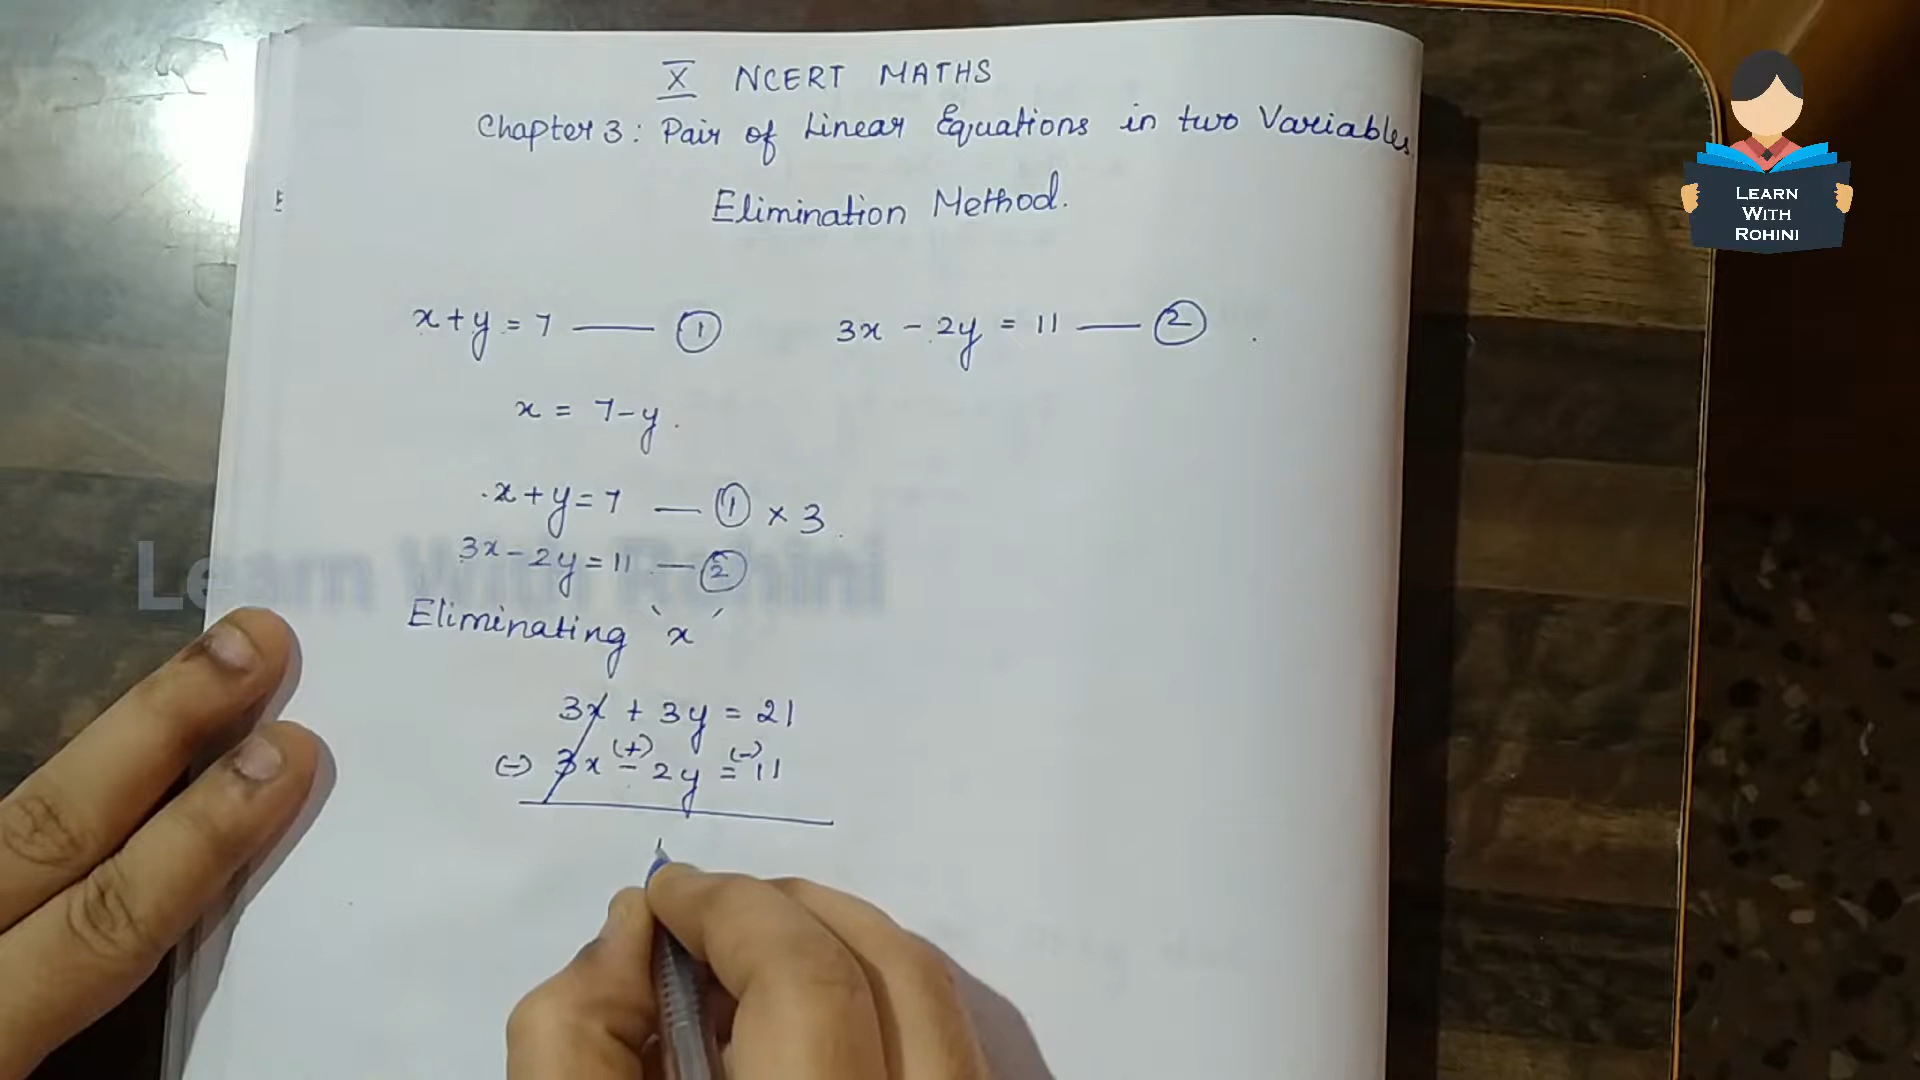 X NCERT MATHS
Chapter 3: Pair of Linear Equations in two Variables
Elimination Method.
x + y = 7 —— ① 3x - 2y = 11 —— ②
x = 7 - y.
x + y = 7 — ① × 3
3x - 2y = 11 — ②
Eliminating 'x'
3x + 3y = 21
(-) 3x (+) - 2y (-) = 11
LEARN
WITH
ROHINI
Learn With Rohini
E